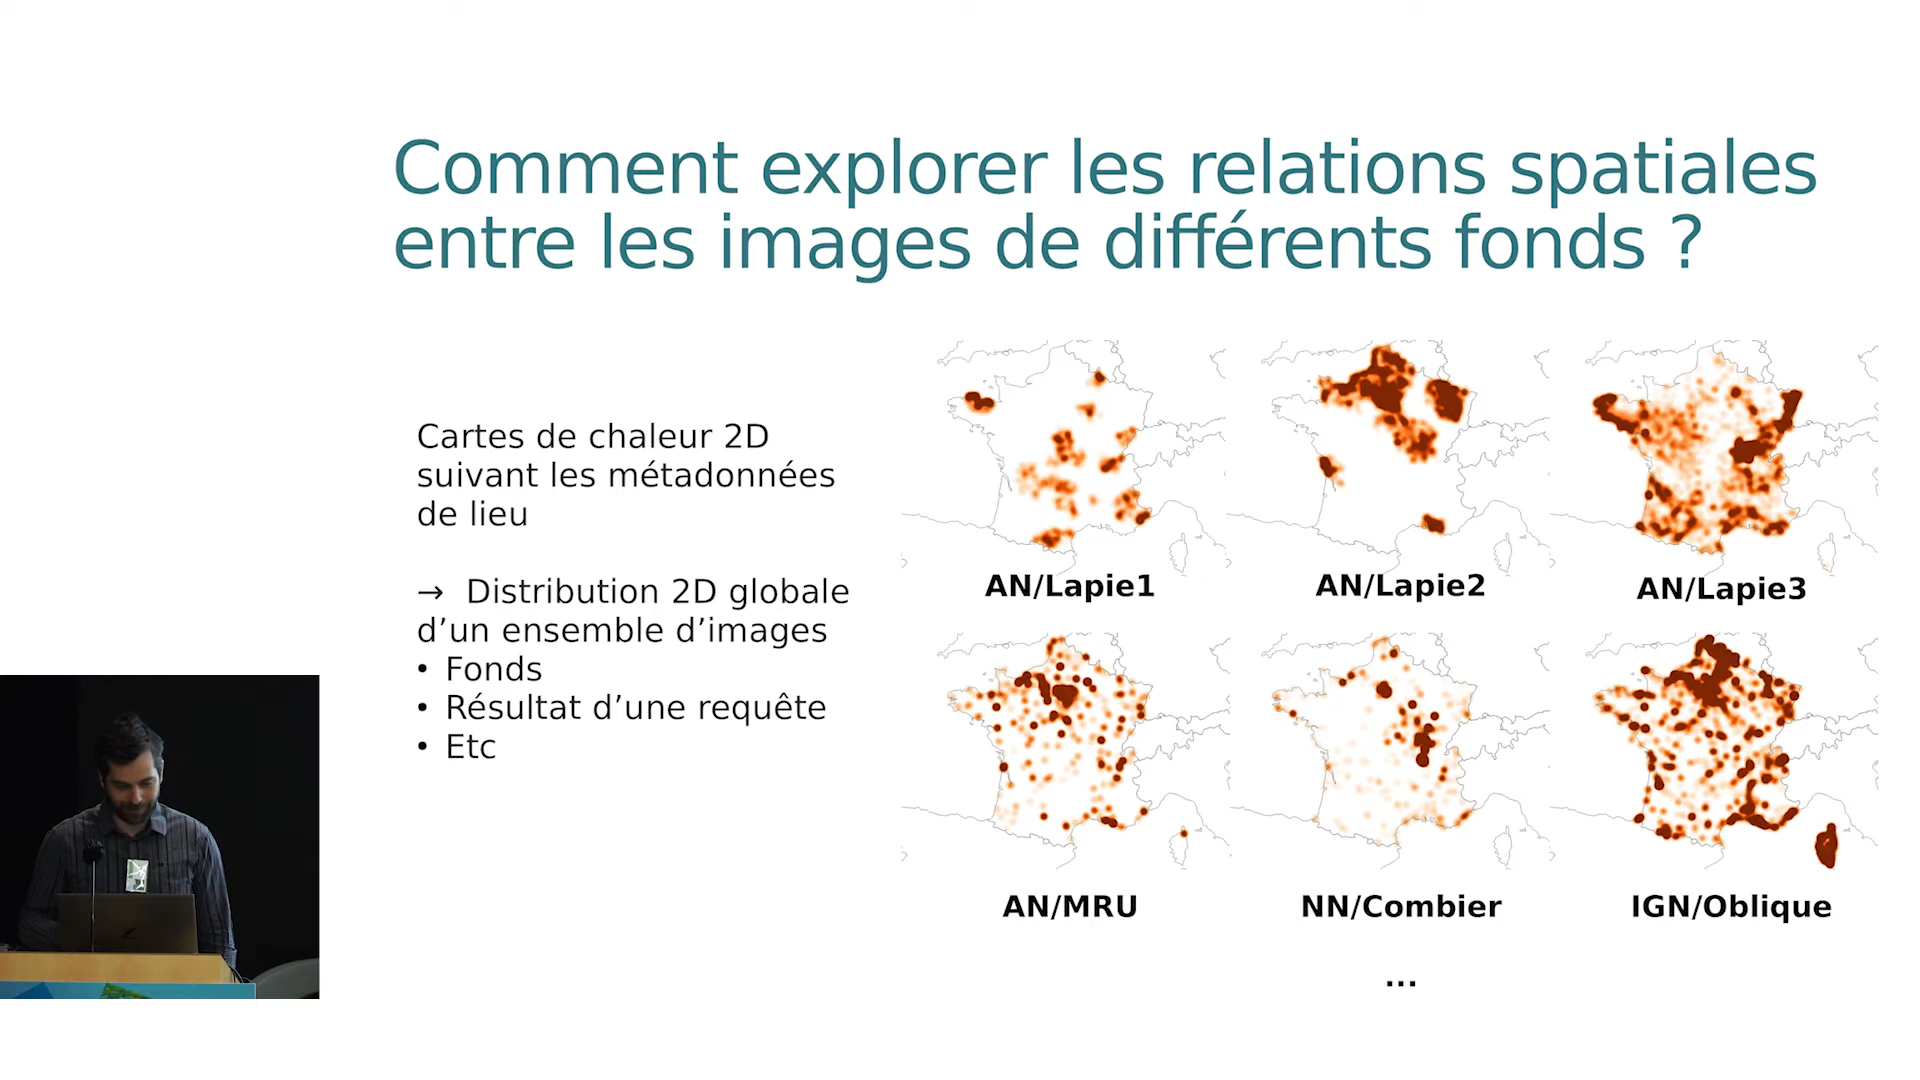 Comment explorer les relations spatiales
entre les images de différents fonds ?
Cartes de chaleur 2D
suivant les métadonnées
de lieu
→ Distribution 2D globale
d’un ensemble d’images
• Fonds
• Résultat d’une requête
• Etc
AN/Lapie1
AN/Lapie2
AN/Lapie3
AN/MRU
NN/Combier
IGN/Oblique
...